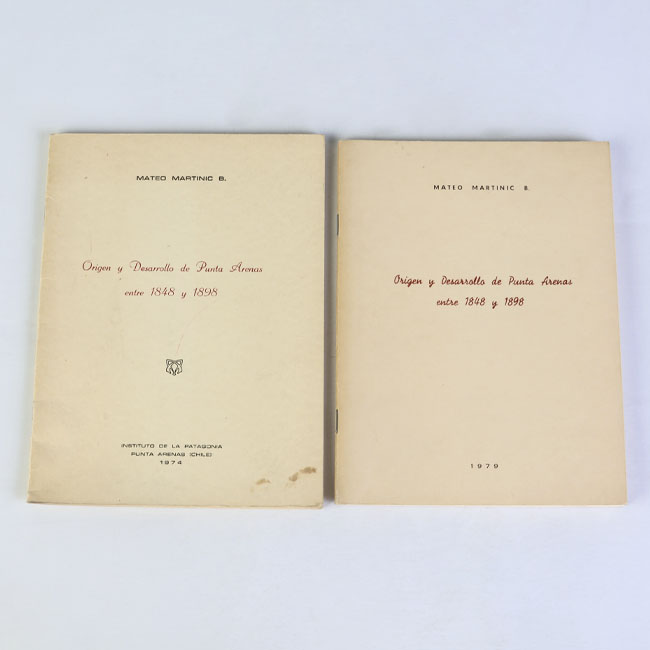 MATEO MARTINIC B.
Origen y Desarrollo de Punta Arenas
entre 1848 y 1898
INSTITUTO DE LA PATAGONIA
PUNTA ARENAS (CHILE)
1974
MATEO MARTINIC B.
Origen y Desarrollo de Punta Arenas
entre 1848 y 1898
1979